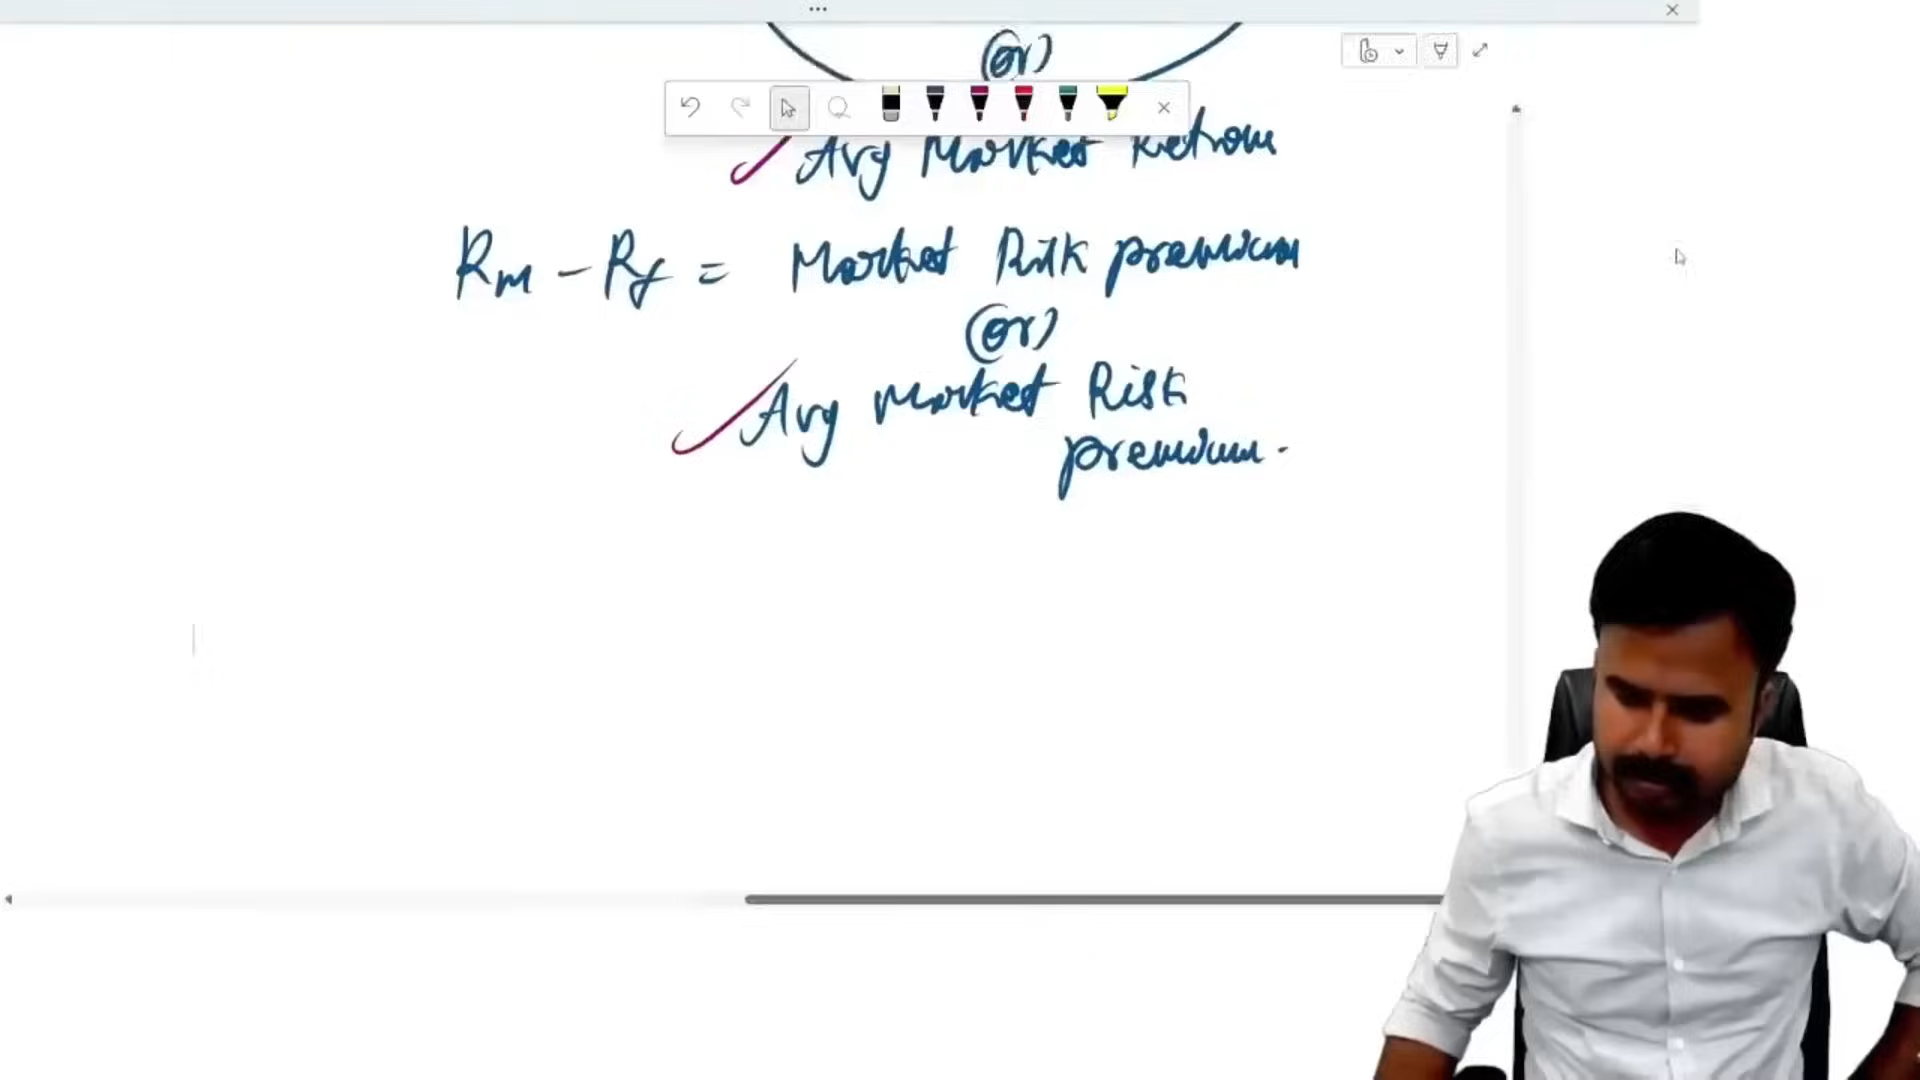 (or)
Avg Market Return
Rm - Rf = Market Risk premium
(or)
Avg Market Risk
premium.